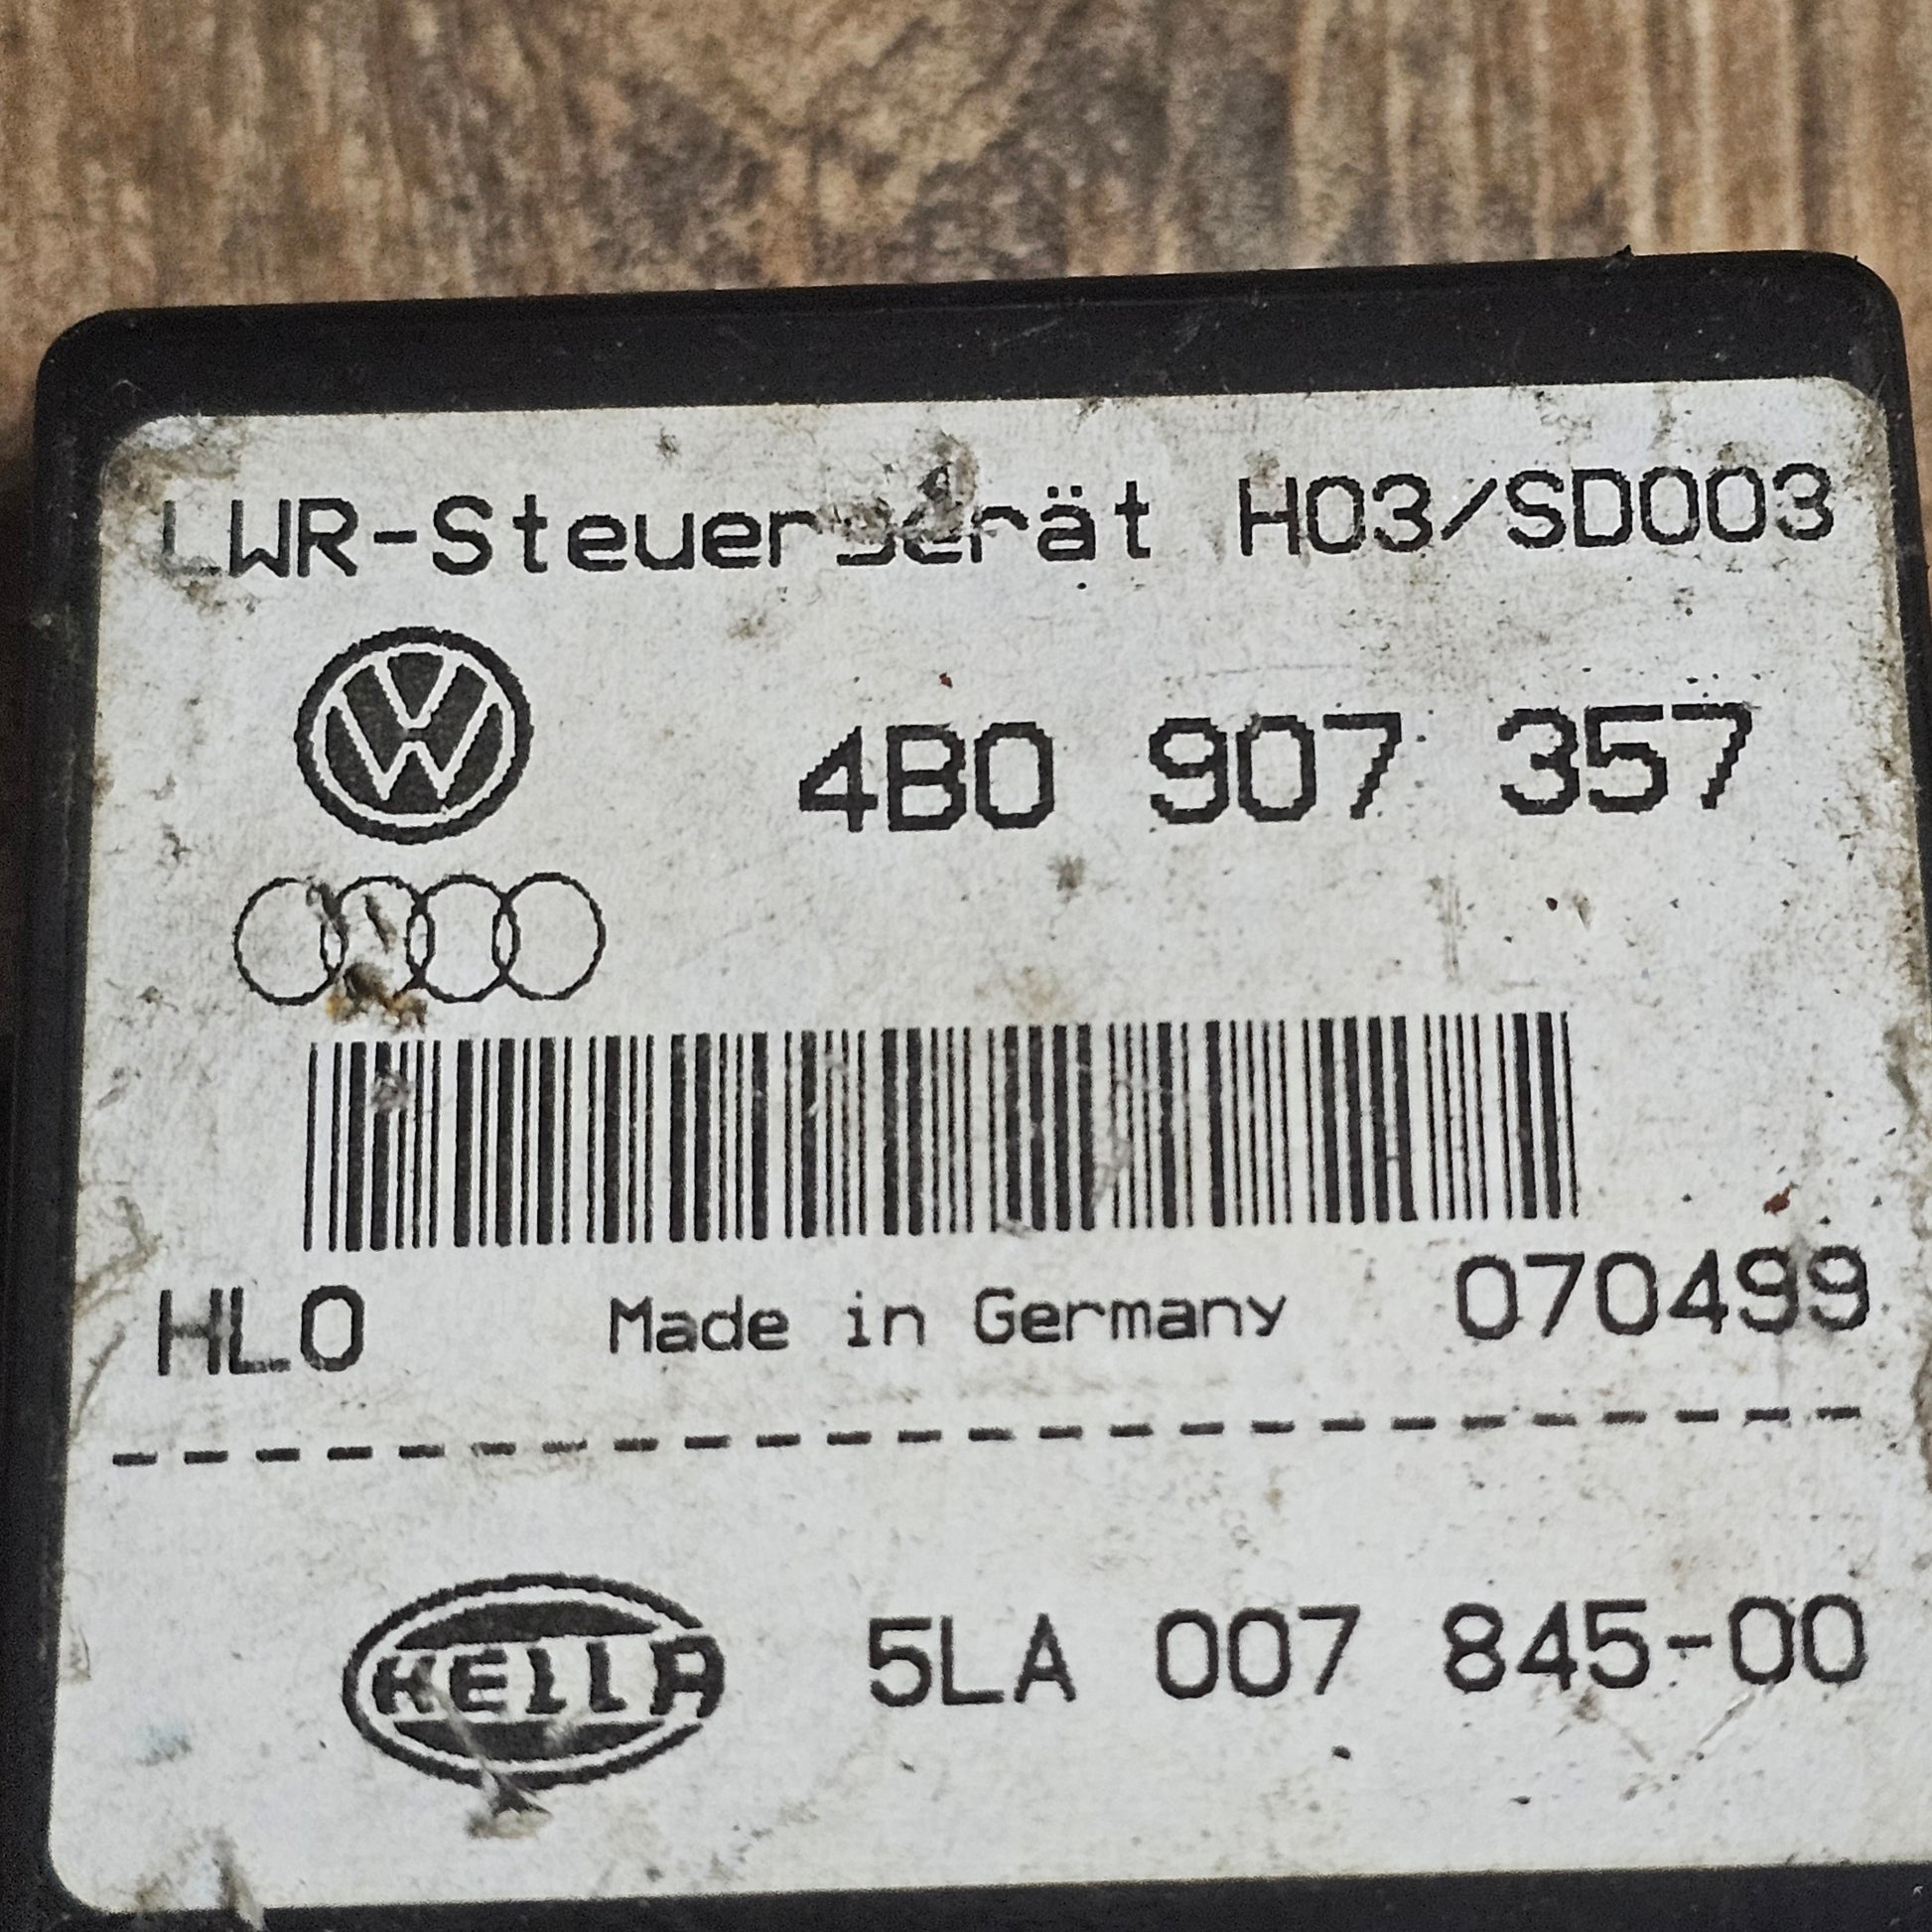 LWR-Steuergerät H03/SD003
4B0 907 357
HLO Made in Germany 070499
HELLA 5LA 007 845-00